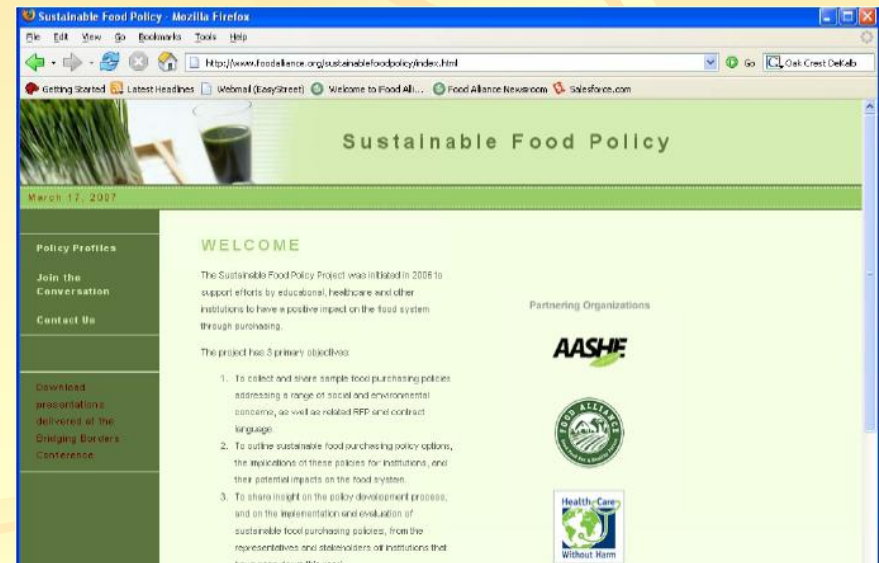 Sustainable Food Policy - Mozilla Firefox
File Edit View Go Bookmarks Tools Help
http://www.foodalliance.org/sustainablefoodpolicy/index.html
Go
Oak Crest DeKalb
Getting Started Latest Headlines Webmail (EasyStreet) Welcome to Food Alli... Food Alliance Newsroom Salesforce.com
Sustainable Food Policy
March 17, 2007
Policy Profiles
Join the
Conversation
Contact Us
Download
presentations
delivered at the
Bridging Borders
Conference
WELCOME
The Sustainable Food Policy Project was initiated in 2006 to
support efforts by educational, healthcare and other
institutions to have a positive impact on the food system
through purchasing.
The project has 3 primary objectives:
1. To collect and share sample food purchasing policies
addressing a range of social and environmental
concerns, as well as related RFP and contract
language.
2. To outline sustainable food purchasing policy options,
the implications of these policies for institutions, and
their potential impacts on the food system.
3. To share insight on the policy development process,
and on the implementation and evaluation of
sustainable food purchasing policies, from the
representatives and stakeholders of institutions that
Partnering Organizations
AASHE
FOOD ALLIANCE
Health Care
Without Harm